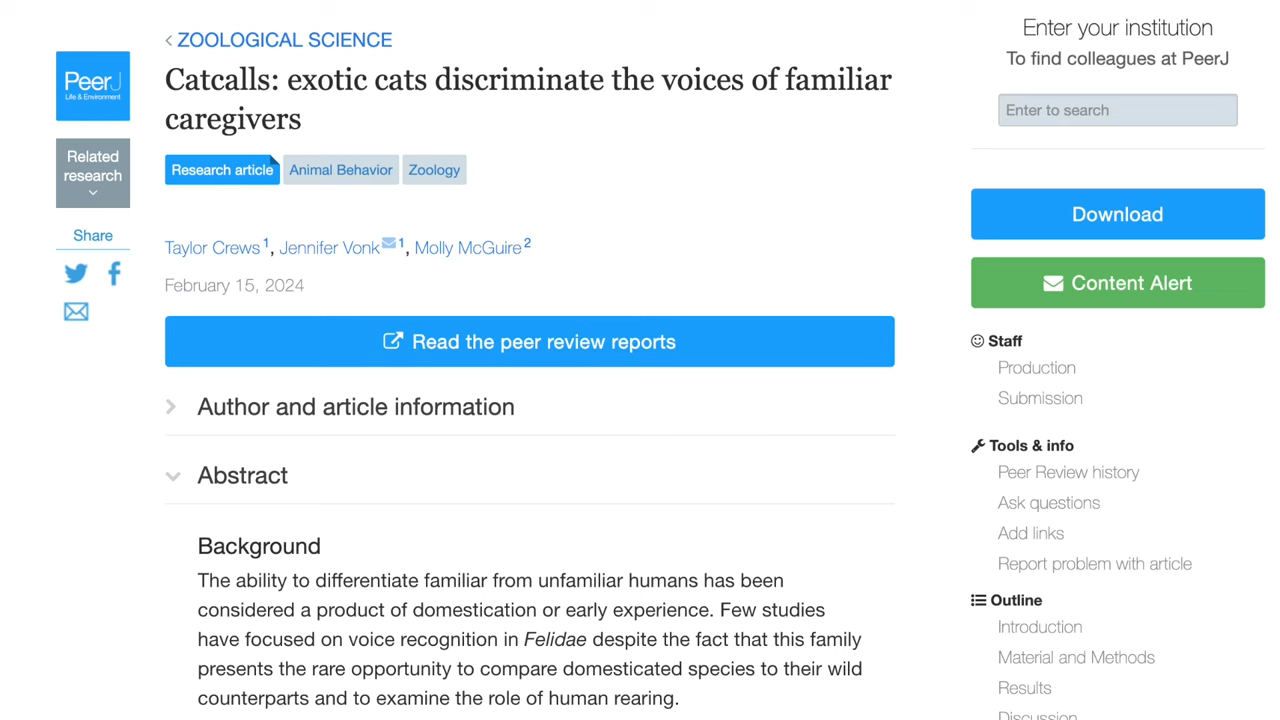 PeerJ
Life & Environment
Related
research
Share
ZOOLOGICAL SCIENCE
Catcalls: exotic cats discriminate the voices of familiar
caregivers
Research article
Animal Behavior
Zoology
Taylor Crews 1, Jennifer Vonk 1, Molly McGuire 2
February 15, 2024
Read the peer review reports
Author and article information
Abstract
Background
The ability to differentiate familiar from unfamiliar humans has been
considered a product of domestication or early experience. Few studies
have focused on voice recognition in Felidae despite the fact that this family
presents the rare opportunity to compare domesticated species to their wild
counterparts and to examine the role of human rearing.
Enter your institution
To find colleagues at PeerJ
Enter to search
Download
Content Alert
Staff
Production
Submission
Tools & info
Peer Review history
Ask questions
Add links
Report problem with article
Outline
Introduction
Material and Methods
Results
Discussion